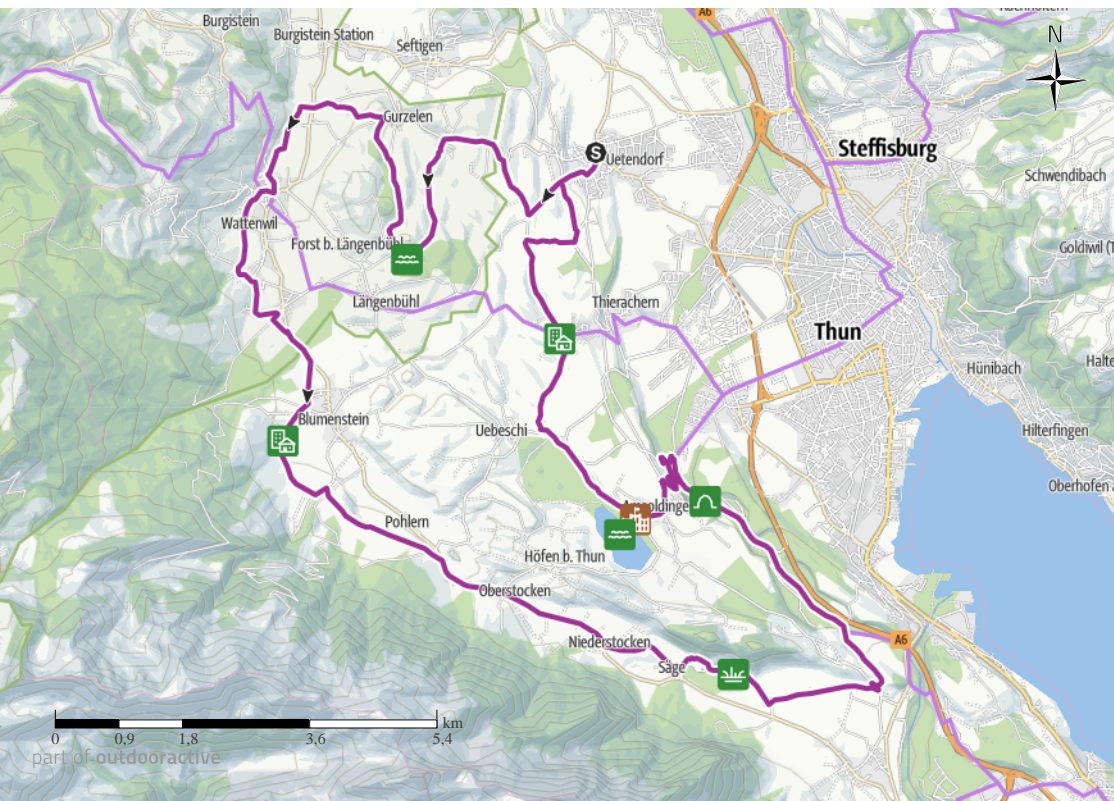 A6
Burgistein
Burgistein Station
Seftigen
N
Gurzelen
Steffisburg
S
Uetendorf
Schwendibach
Wattenwil
Forst b. Längenbühl
Goldiwil (T
Längenbühl
Thierachern
Thun
Hünibach
Halte
Blumenstein
Uebeschi
Hilterfingen
Oberhofen a
Pohlern
Höfen b. Thun
Oberstocken
Niederstocken
A6
Säge
km
0 0,9 1,8 3,6 5,4
part of outdooractive